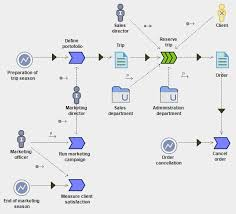 Sales
director
Client
Define
portofolio
Trip
Reserve
trip
Order
Preparation of
trip season
Marketing
director
Sales
department
Administration
department
Marketing
officer
Run marketing
campaign
Order
cancellation
Cancel
order
End of marketing
season
Measure client
satisfaction